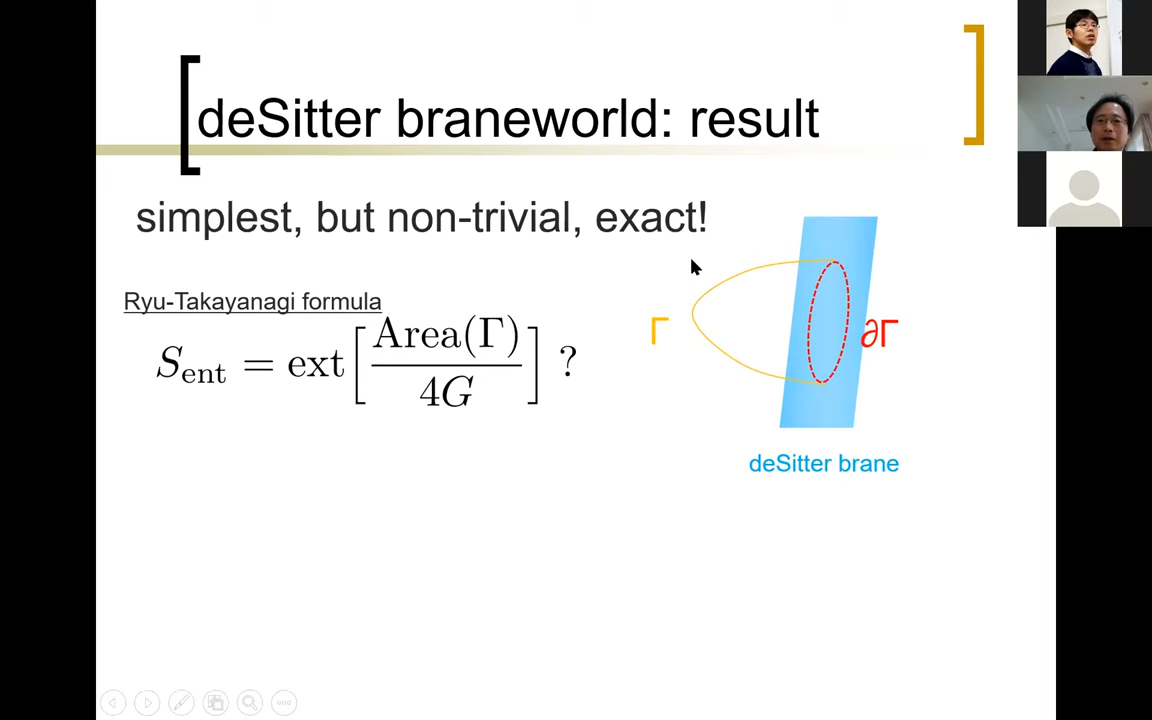 deSitter braneworld: result
simplest, but non-trivial, exact!
Ryu-Takayanagi formula
S_ent = ext[Area(Γ)/4G] ?
Γ
∂Γ
deSitter brane